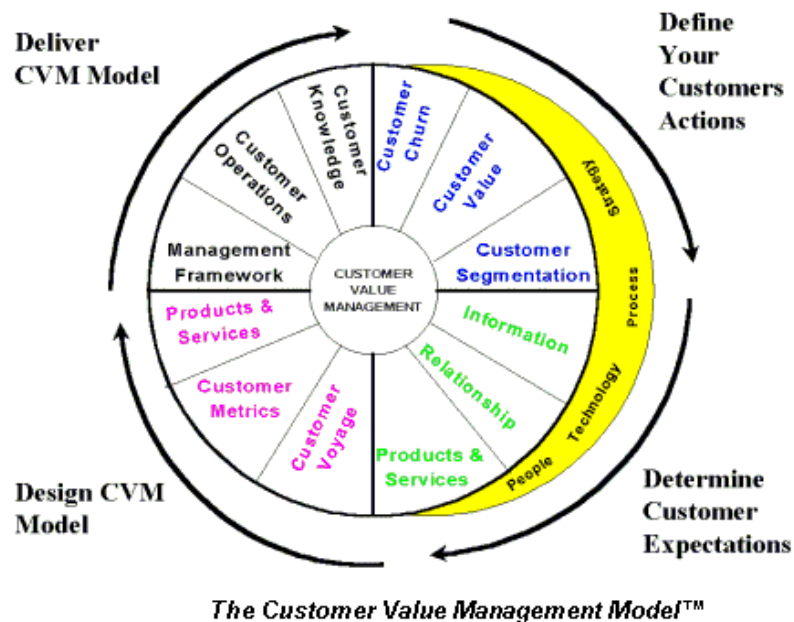 Deliver
CVM Model
Define
Your
Customers
Actions
Customer
Churn
Customer
Value
Customer
Segmentation
Strategy
Process
Technology
People
Information
Relationship
Products &
Services
Determine
Customer
Expectations
Customer
Voyage
Customer
Metrics
Products &
Services
Design CVM
Model
Management
Framework
Customer
Operations
Customer
Knowledge
CUSTOMER
VALUE
MANAGEMENT
The Customer Value Management Model™